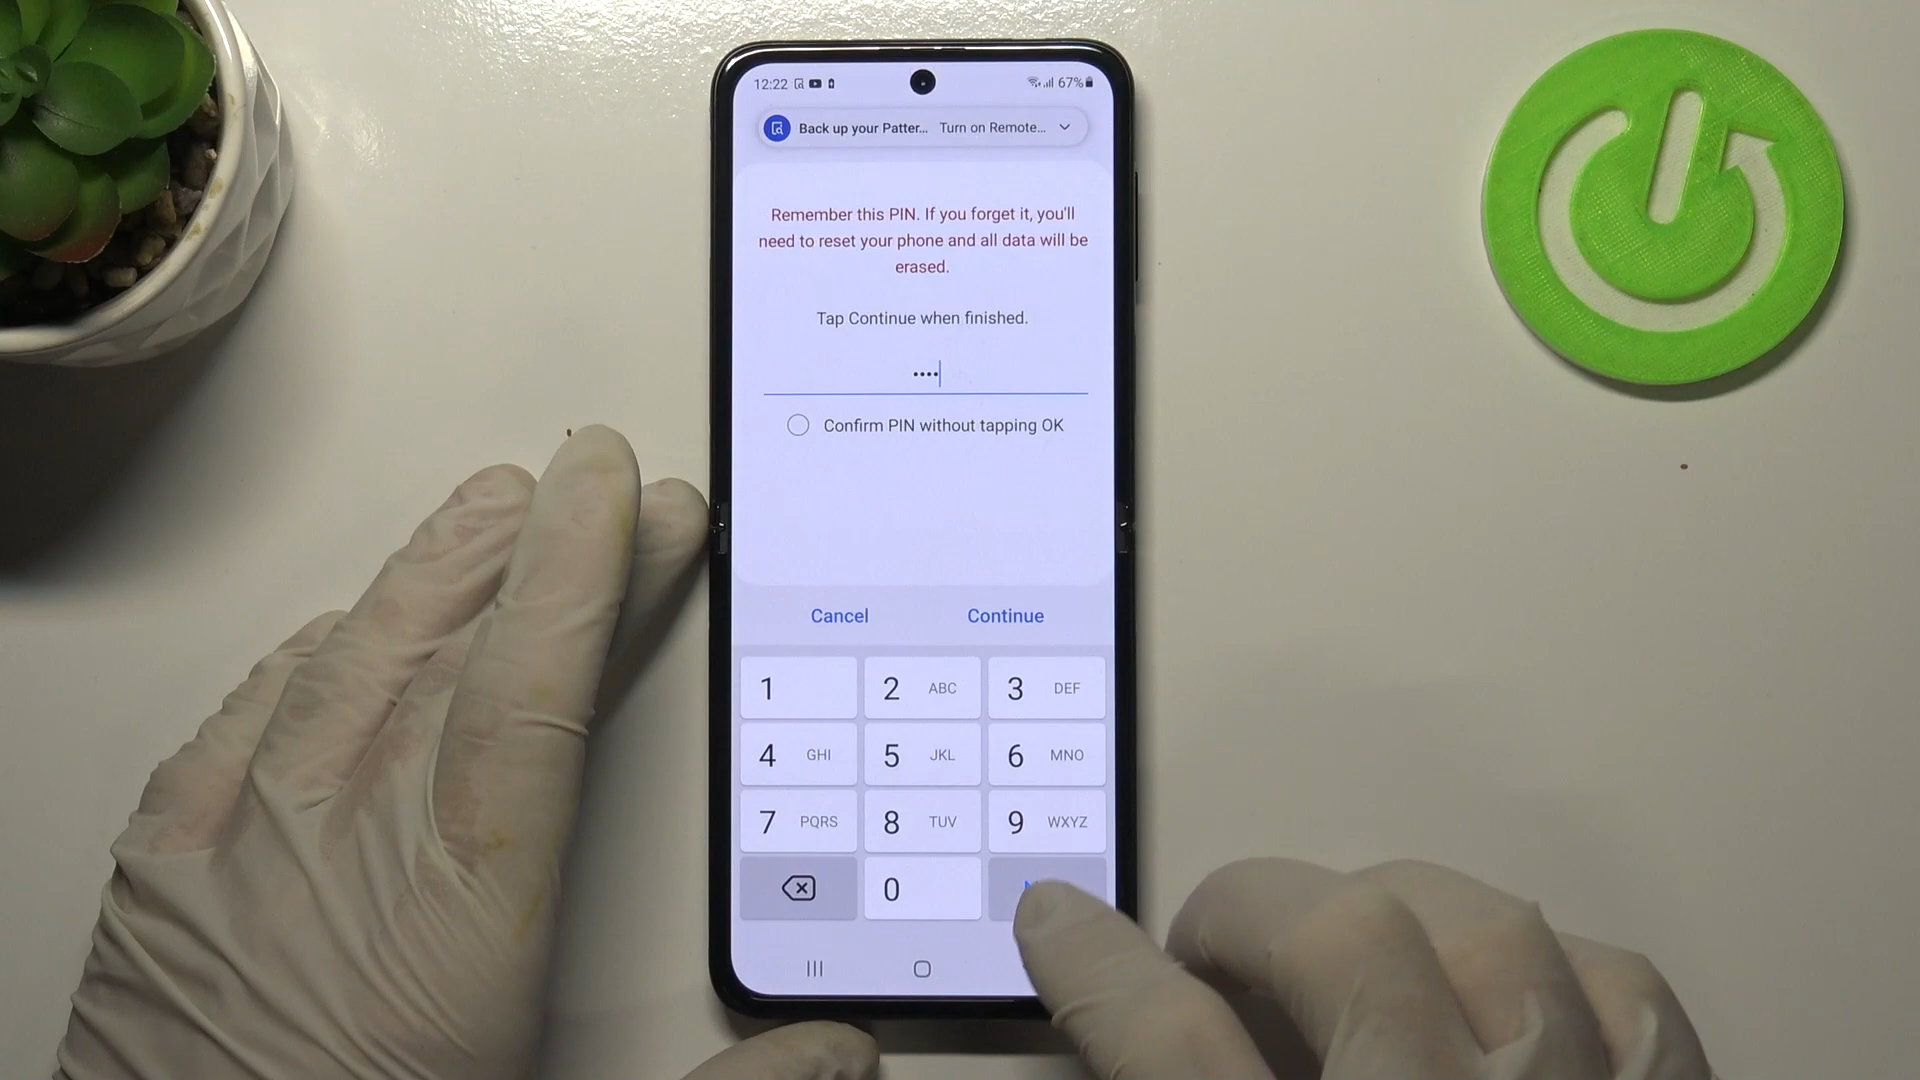 12:22 67%
Back up your Patter... Turn on Remote...
Remember this PIN. If you forget it, you'll
need to reset your phone and all data will be
erased.
Tap Continue when finished.
Confirm PIN without tapping OK
Cancel Continue
1 2 ABC 3 DEF
4 GHI 5 JKL 6 MNO
7 PQRS 8 TUV 9 WXYZ
0